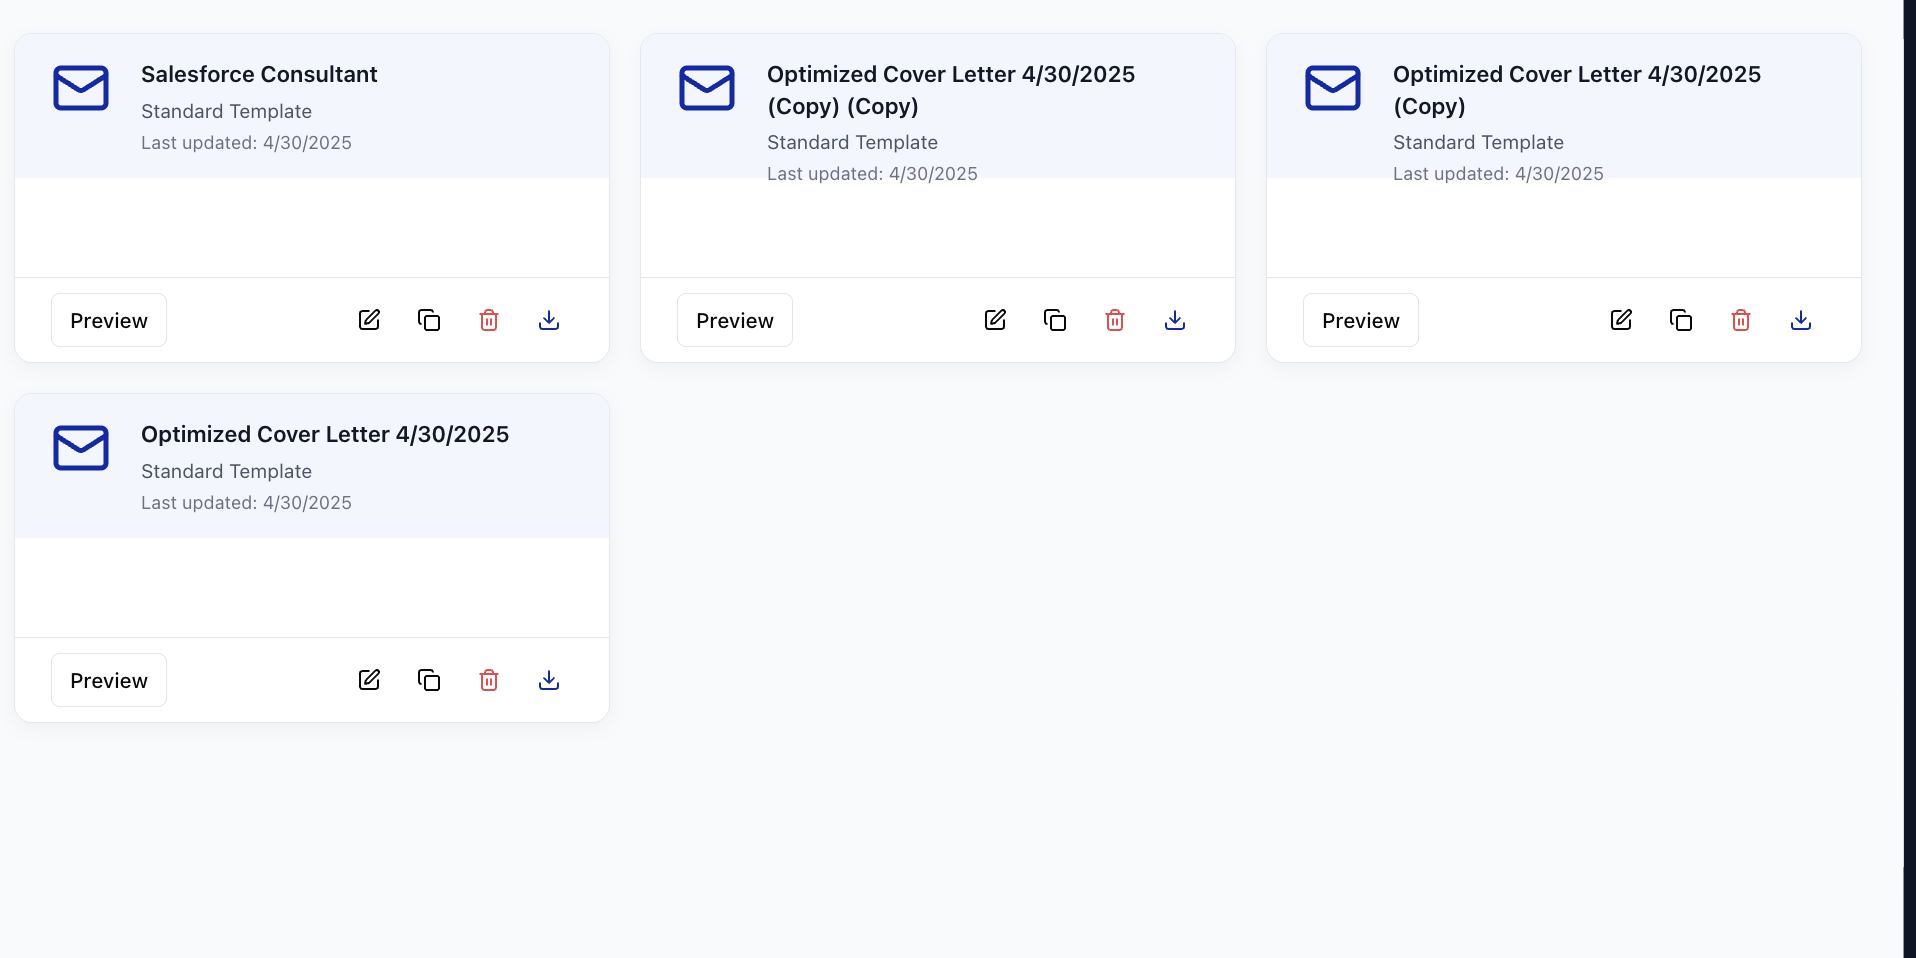 Salesforce Consultant
Standard Template
Last updated: 4/30/2025
Preview
Optimized Cover Letter 4/30/2025
(Copy) (Copy)
Standard Template
Last updated: 4/30/2025
Preview
Optimized Cover Letter 4/30/2025
(Copy)
Standard Template
Last updated: 4/30/2025
Preview
Optimized Cover Letter 4/30/2025
Standard Template
Last updated: 4/30/2025
Preview